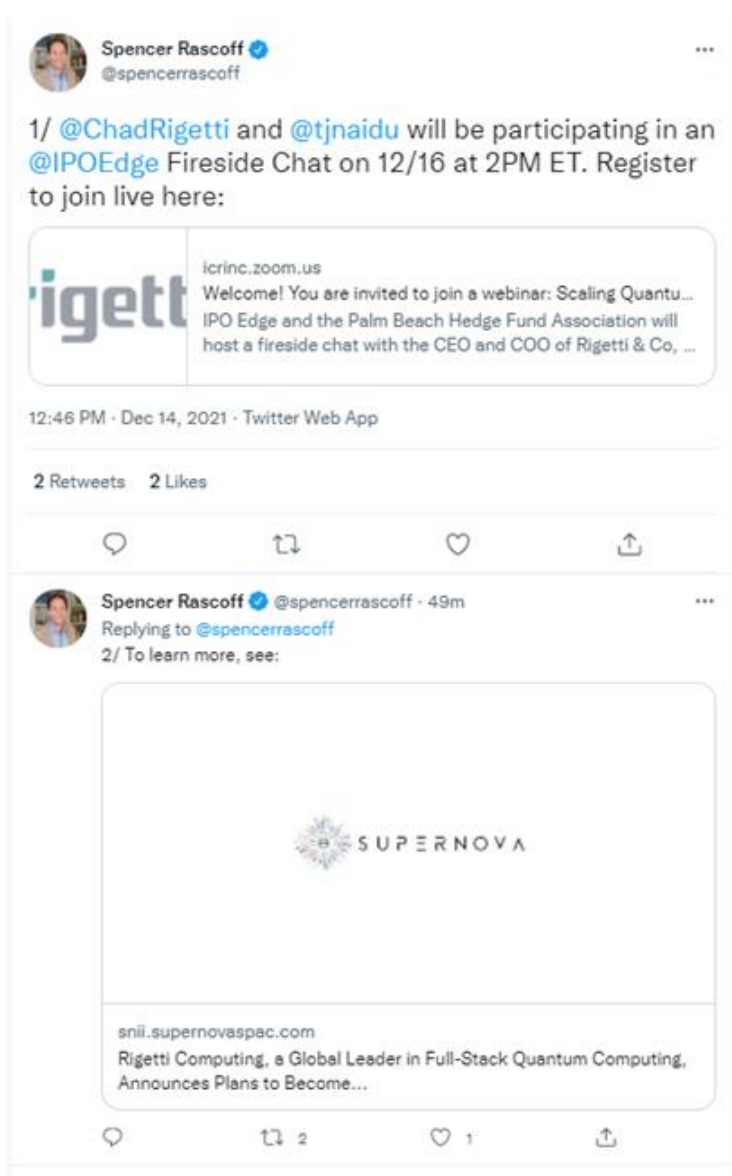 Spencer Rascoff
@spencerrascoff
1/ @ChadRigetti and @tjnaidu will be participating in an
@IPOEdge Fireside Chat on 12/16 at 2PM ET. Register
to join live here:
rigett
icrinc.zoom.us
Welcome! You are invited to join a webinar: Scaling Quantu...
IPO Edge and the Palm Beach Hedge Fund Association will
host a fireside chat with the CEO and COO of Rigetti & Co, ...
12:46 PM · Dec 14, 2021 · Twitter Web App
2 Retweets 2 Likes
Spencer Rascoff @spencerrascoff · 49m
Replying to @spencerrascoff
2/ To learn more, see:
SUPERNOVA
snii.supernovaspac.com
Rigetti Computing, a Global Leader in Full-Stack Quantum Computing,
Announces Plans to Become...
2 1